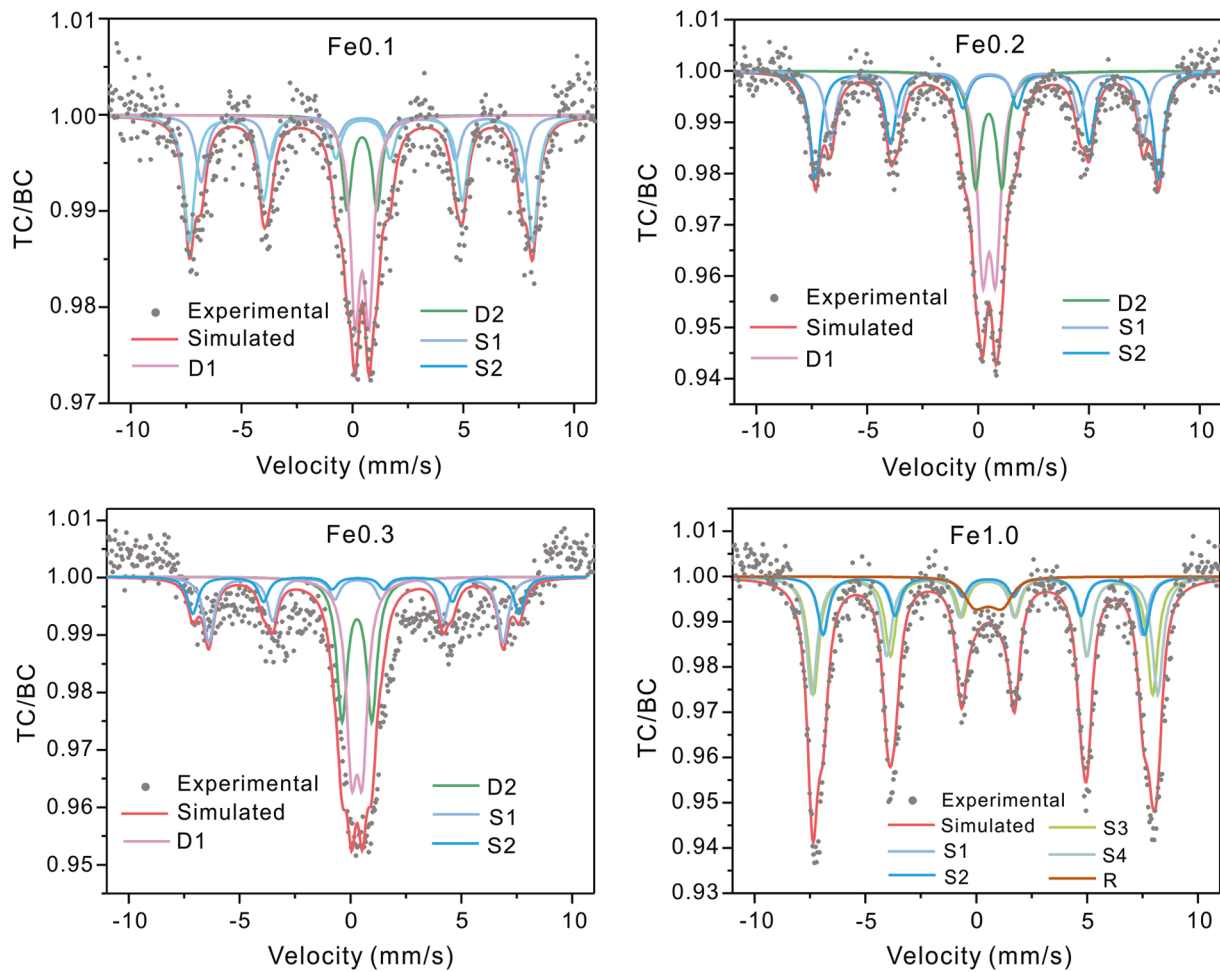 Fe0.1
TC/BC
1.01
1.00
0.99
0.98
0.97
Experimental
Simulated
D1
D2
S1
S2
-10
-5
0
5
10
Velocity (mm/s)
Fe0.2
TC/BC
1.01
1.00
0.99
0.98
0.97
0.96
0.95
0.94
Experimental
Simulated
D1
D2
S1
S2
-10
-5
0
5
10
Velocity (mm/s)
Fe0.3
TC/BC
1.01
1.00
0.99
0.98
0.97
0.96
0.95
Experimental
Simulated
D1
D2
S1
S2
-10
-5
0
5
10
Velocity (mm/s)
Fe1.0
TC/BC
1.01
1.00
0.99
0.98
0.97
0.96
0.95
0.94
0.93
Experimental
Simulated
S1
S2
S3
S4
R
-10
-5
0
5
10
Velocity (mm/s)